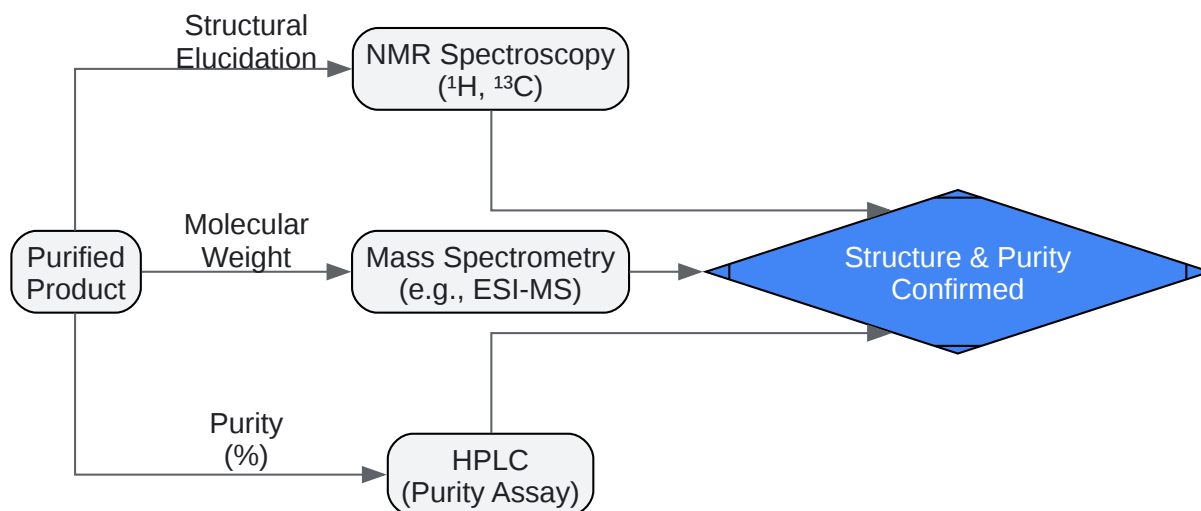 Structural
Elucidation
NMR Spectroscopy
(¹H, ¹³C)
Purified
Product
Molecular
Weight
Mass Spectrometry
(e.g., ESI-MS)
Structure & Purity
Confirmed
Purity
(%)
HPLC
(Purity Assay)